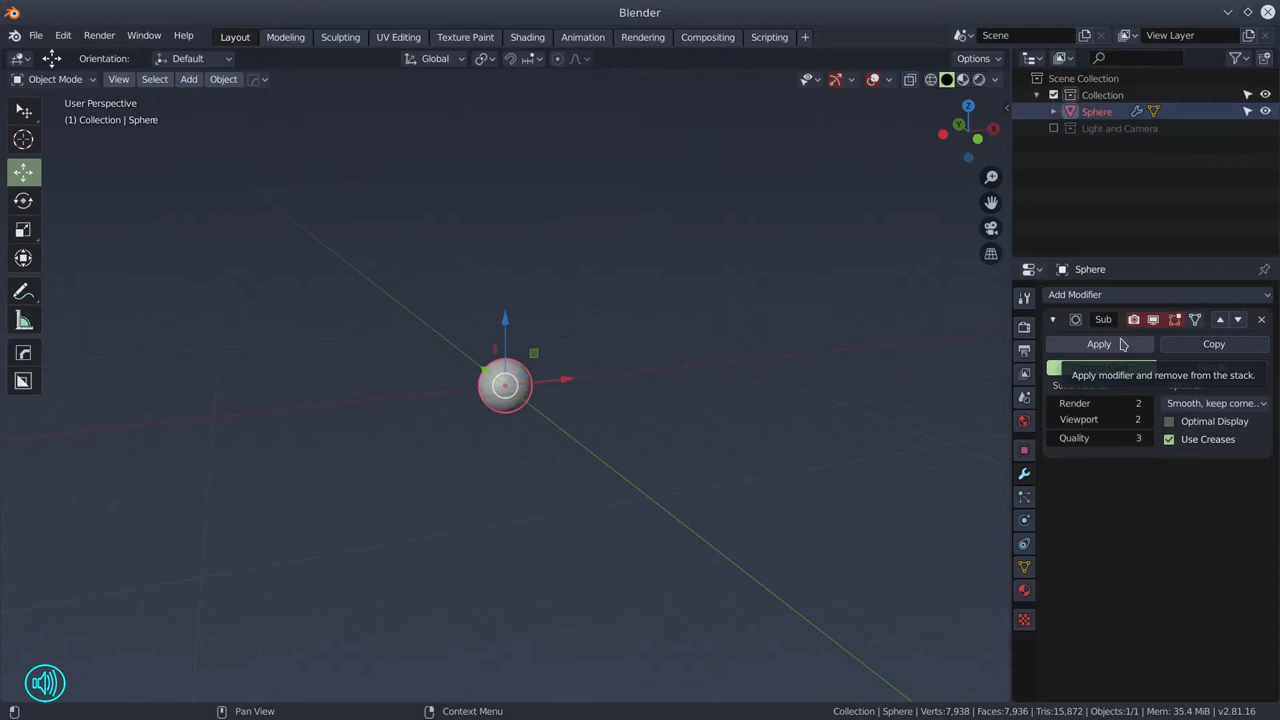 Blender
File Edit Render Window Help Layout Modeling Sculpting UV Editing Texture Paint Shading Animation Rendering Compositing Scripting + Scene View Layer
Orientation: Default Global Options
Object Mode View Select Add Object
User Perspective
(1) Collection | Sphere
Z
Y
X
Scene Collection
Collection
Sphere
Light and Camera
Sphere
Add Modifier
Sub
Apply Copy
Apply modifier and remove from the stack.
Render 2 Smooth, keep corne..
Viewport 2 Optimal Display
Quality 3 Use Creases
Pan View Context Menu Collection | Sphere | Verts:7,938 | Faces:7,936 | Tris:15,872 | Objects:1/1 | Mem: 35.4 MiB | v2.81.16